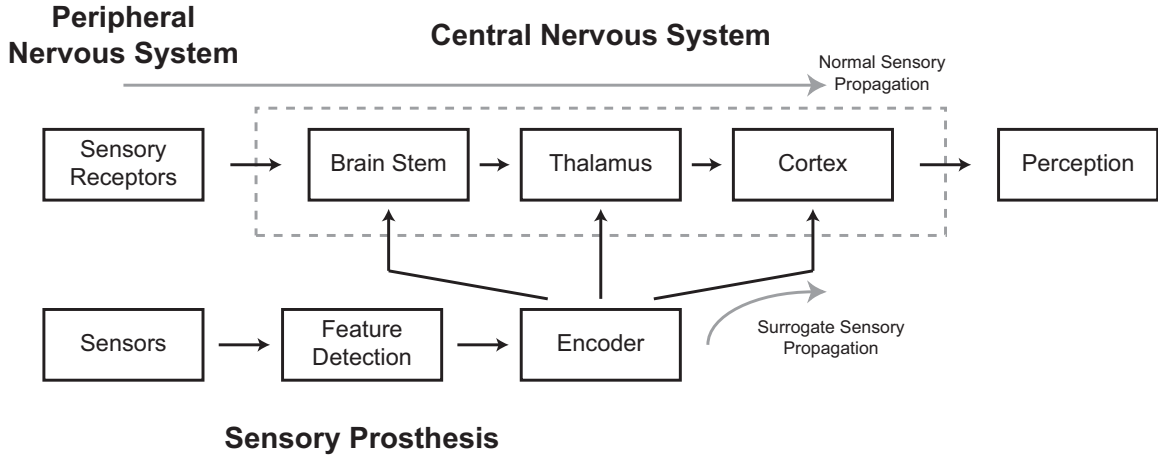 Peripheral
Nervous System
Central Nervous System
Normal Sensory
Propagation
Sensory
Receptors
Brain Stem
Thalamus
Cortex
Perception
Sensors
Feature
Detection
Encoder
Surrogate Sensory
Propagation
Sensory Prosthesis